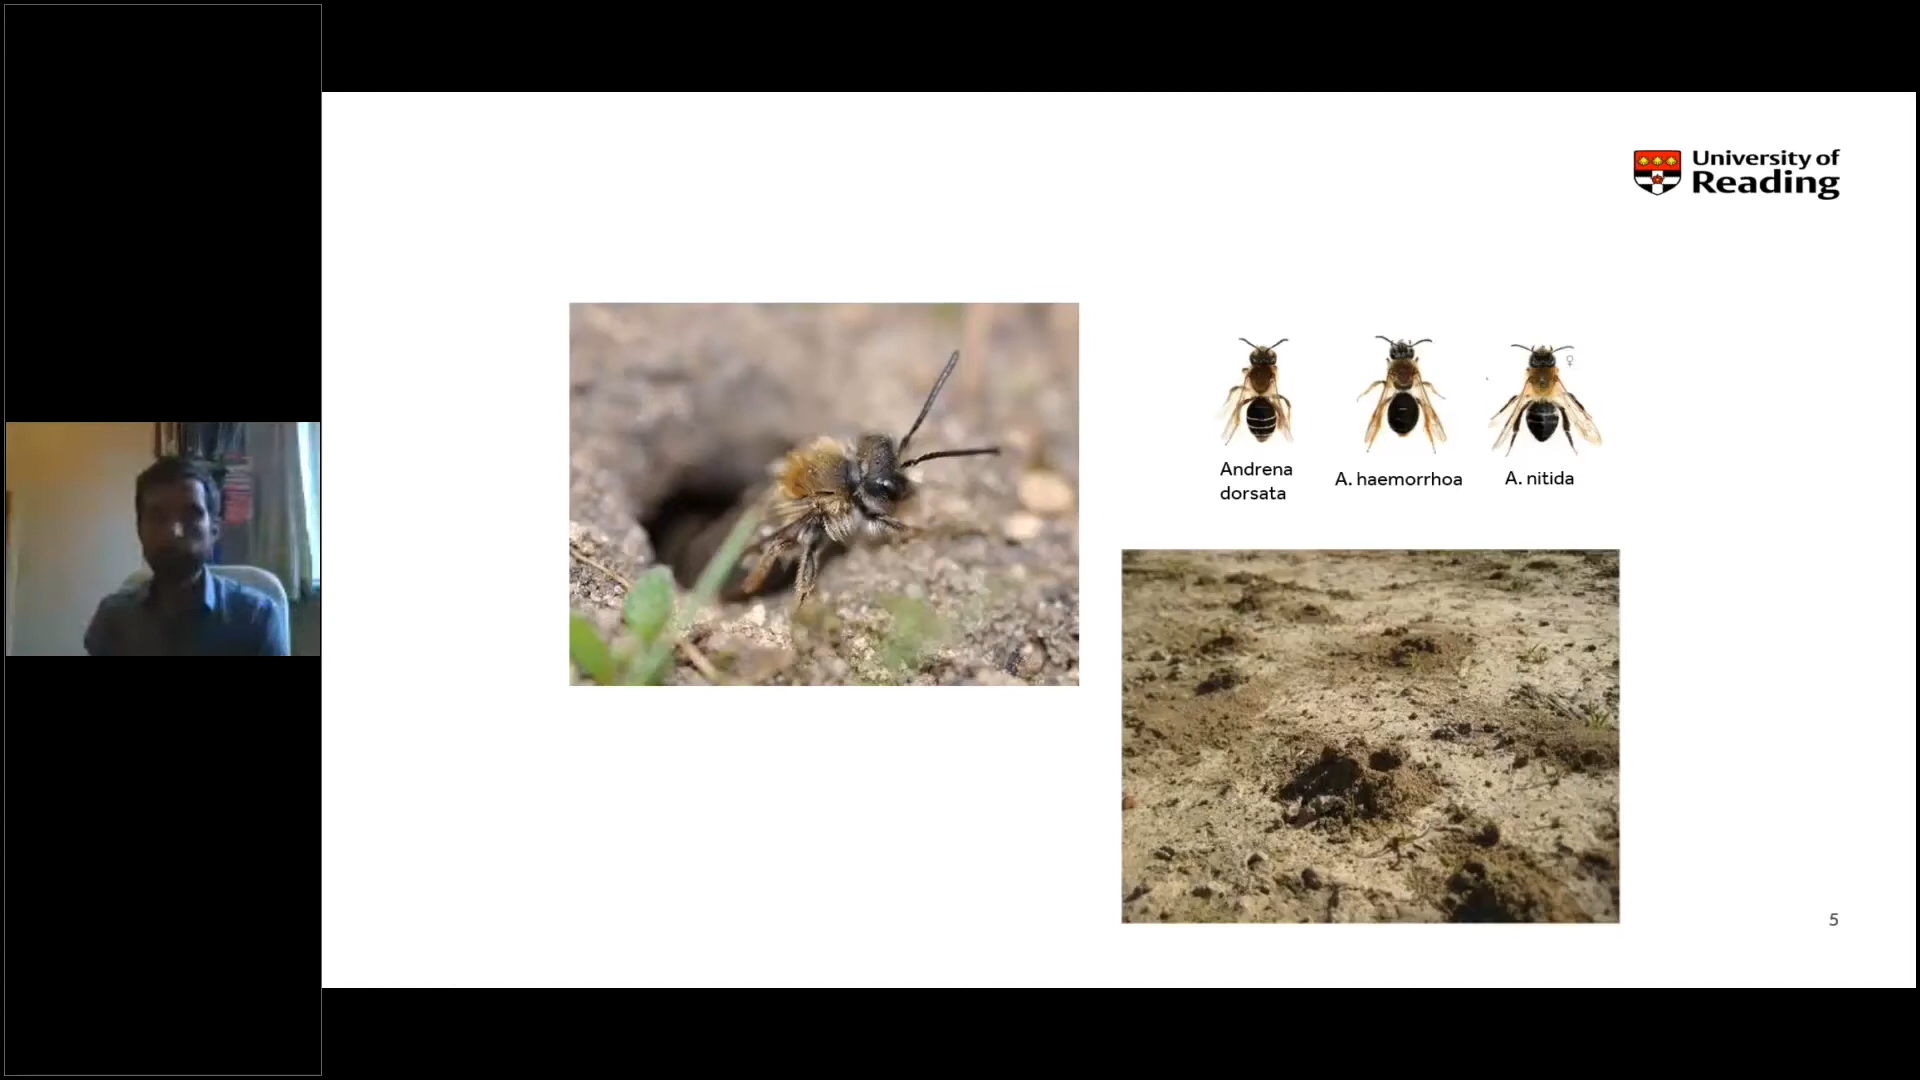 University of
Reading
Andrena
dorsata
A. haemorrhoa
A. nitida
♀
5